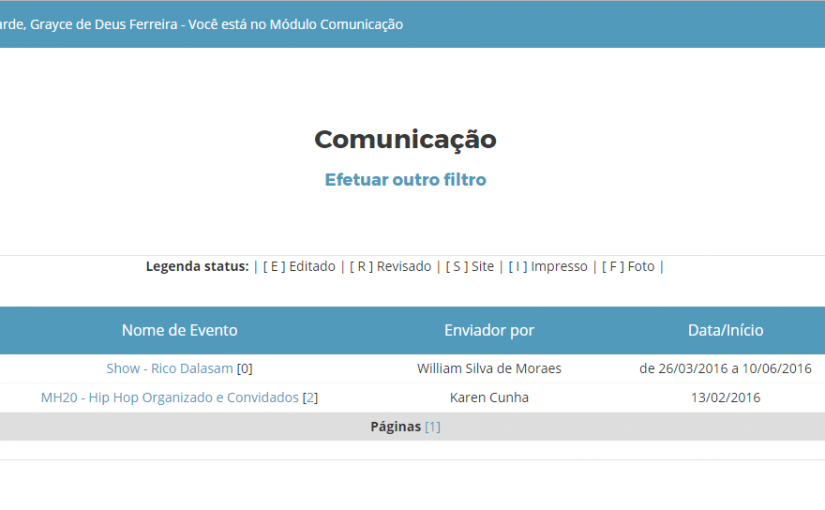 arde, Grayce de Deus Ferreira - Você está no Módulo Comunicação
Comunicação
Efetuar outro filtro
Legenda status: | [ E ] Editado | [ R ] Revisado | [ S ] Site | [ I ] Impresso | [ F ] Foto |
Nome de Evento Enviador por Data/Início
Show - Rico Dalasam [0] William Silva de Moraes de 26/03/2016 a 10/06/2016
MH20 - Hip Hop Organizado e Convidados [2] Karen Cunha 13/02/2016
Páginas [1]